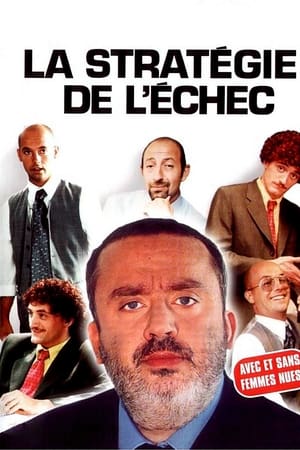 LA STRATÉGIE
DE L'ÉCHEC
AVEC ET SANS
FEMMES NUES